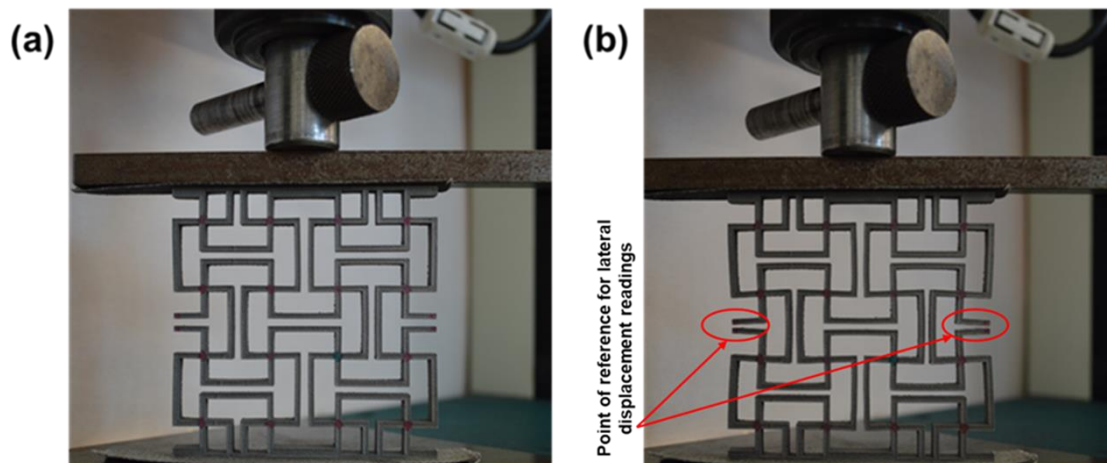 (a)
(b)
Point of reference for lateral
displacement readings